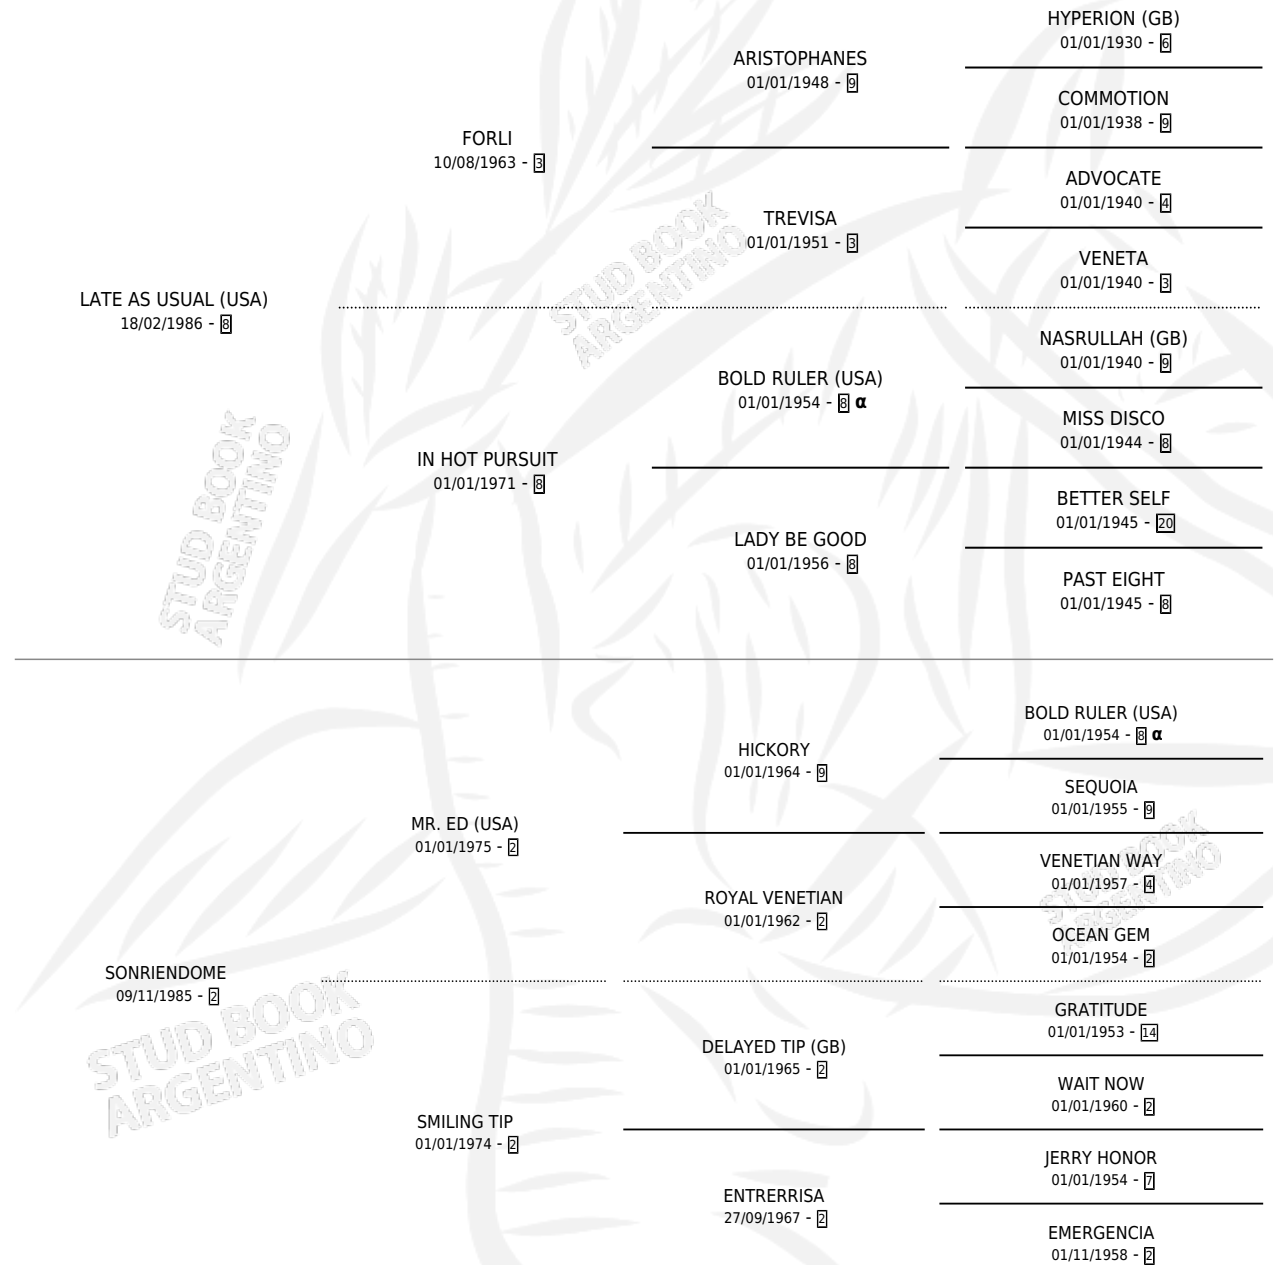 HYPERION (GB)
01/01/1930 - 6
ARISTOPHANES
01/01/1948 - 9
COMMOTION
01/01/1938 - 9
FORLI
10/08/1963 - 3
ADVOCATE
01/01/1940 - 4
TREVISA
01/01/1951 - 3
VENETA
01/01/1940 - 3
STUD BOOK
ARGENTINO
LATE AS USUAL (USA)
18/02/1986 - 8
NASRULLAH (GB)
01/01/1940 - 9
BOLD RULER (USA)
01/01/1954 - 8 α
MISS DISCO
01/01/1944 - 8
IN HOT PURSUIT
01/01/1971 - 8
BETTER SELF
01/01/1945 - 20
LADY BE GOOD
01/01/1956 - 8
PAST EIGHT
01/01/1945 - 8
STUD BOOK
ARGENTINO
BOLD RULER (USA)
01/01/1954 - 8 α
HICKORY
01/01/1964 - 9
SEQUOIA
01/01/1955 - 9
MR. ED (USA)
01/01/1975 - 2
VENETIAN WAY
01/01/1957 - 4
ROYAL VENETIAN
01/01/1962 - 2
OCEAN GEM
01/01/1954 - 2
STUD BOOK
ARGENTINO
SONRIENDOME
09/11/1985 - 2
GRATITUDE
01/01/1953 - 14
DELAYED TIP (GB)
01/01/1965 - 2
WAIT NOW
01/01/1960 - 2
SMILING TIP
01/01/1974 - 2
JERRY HONOR
01/01/1954 - 7
ENTRERRISA
27/09/1967 - 2
EMERGENCIA
01/11/1958 - 2
STUD BOOK
ARGENTINO